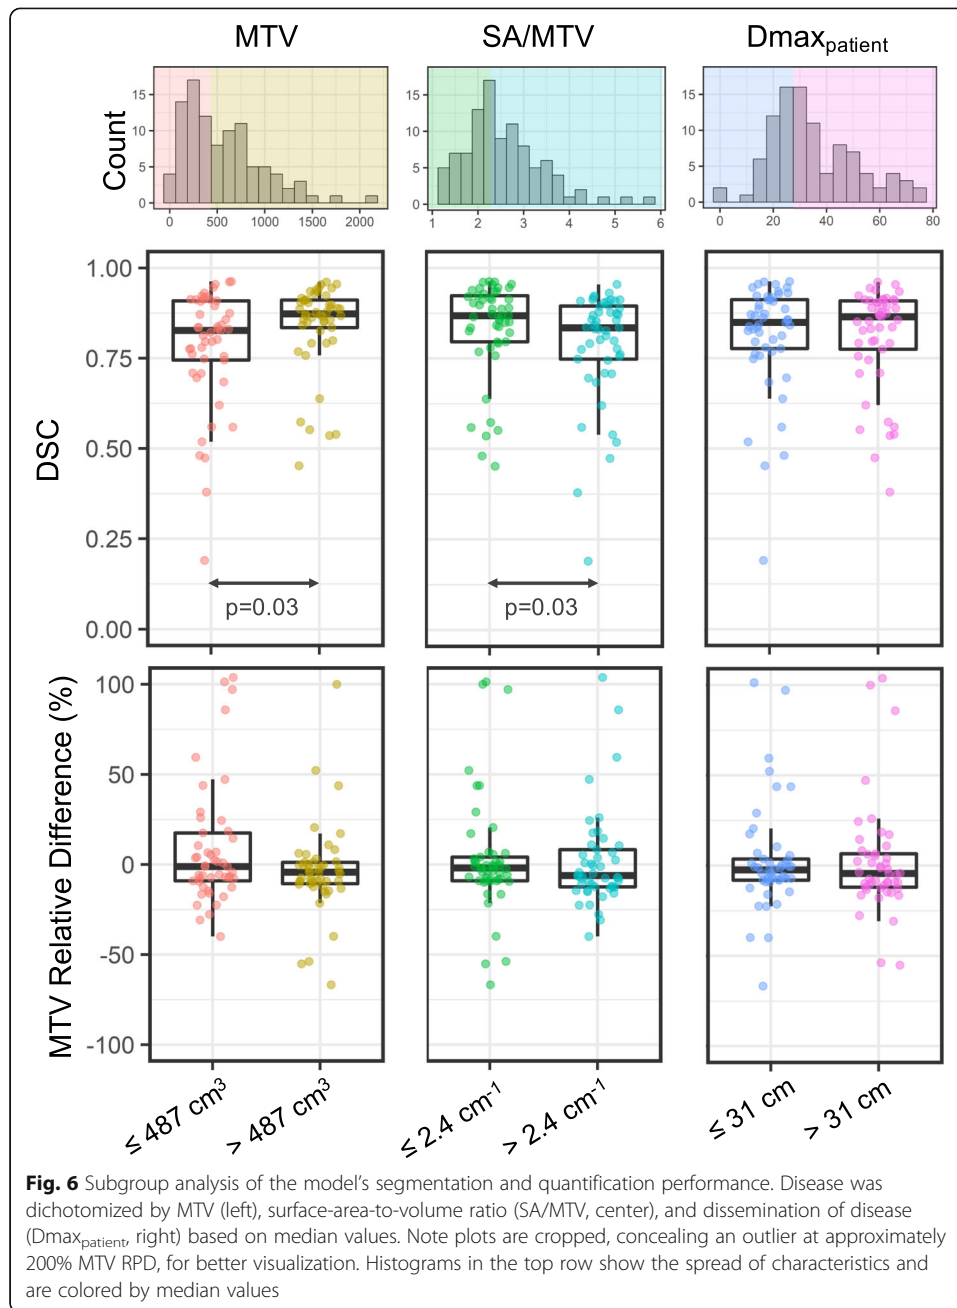 MTV SA/MTV Dmaxpatient
Count
15 15 15
10 10 10
5 5 5
0 0 0
0 500 1000 1500 2000 1 2 3 4 5 6 0 20 40 60 80
DSC
1.00
0.75
0.50
0.25
0.00
p=0.03 p=0.03
MTV Relative Difference (%)
100
50
0
-50
-100
≤ 487 cm³ > 487 cm³ ≤ 2.4 cm⁻¹ > 2.4 cm⁻¹ ≤ 31 cm > 31 cm
Fig. 6 Subgroup analysis of the model’s segmentation and quantification performance. Disease was
dichotomized by MTV (left), surface-area-to-volume ratio (SA/MTV, center), and dissemination of disease
(Dmaxpatient, right) based on median values. Note plots are cropped, concealing an outlier at approximately
200% MTV RPD, for better visualization. Histograms in the top row show the spread of characteristics and
are colored by median values